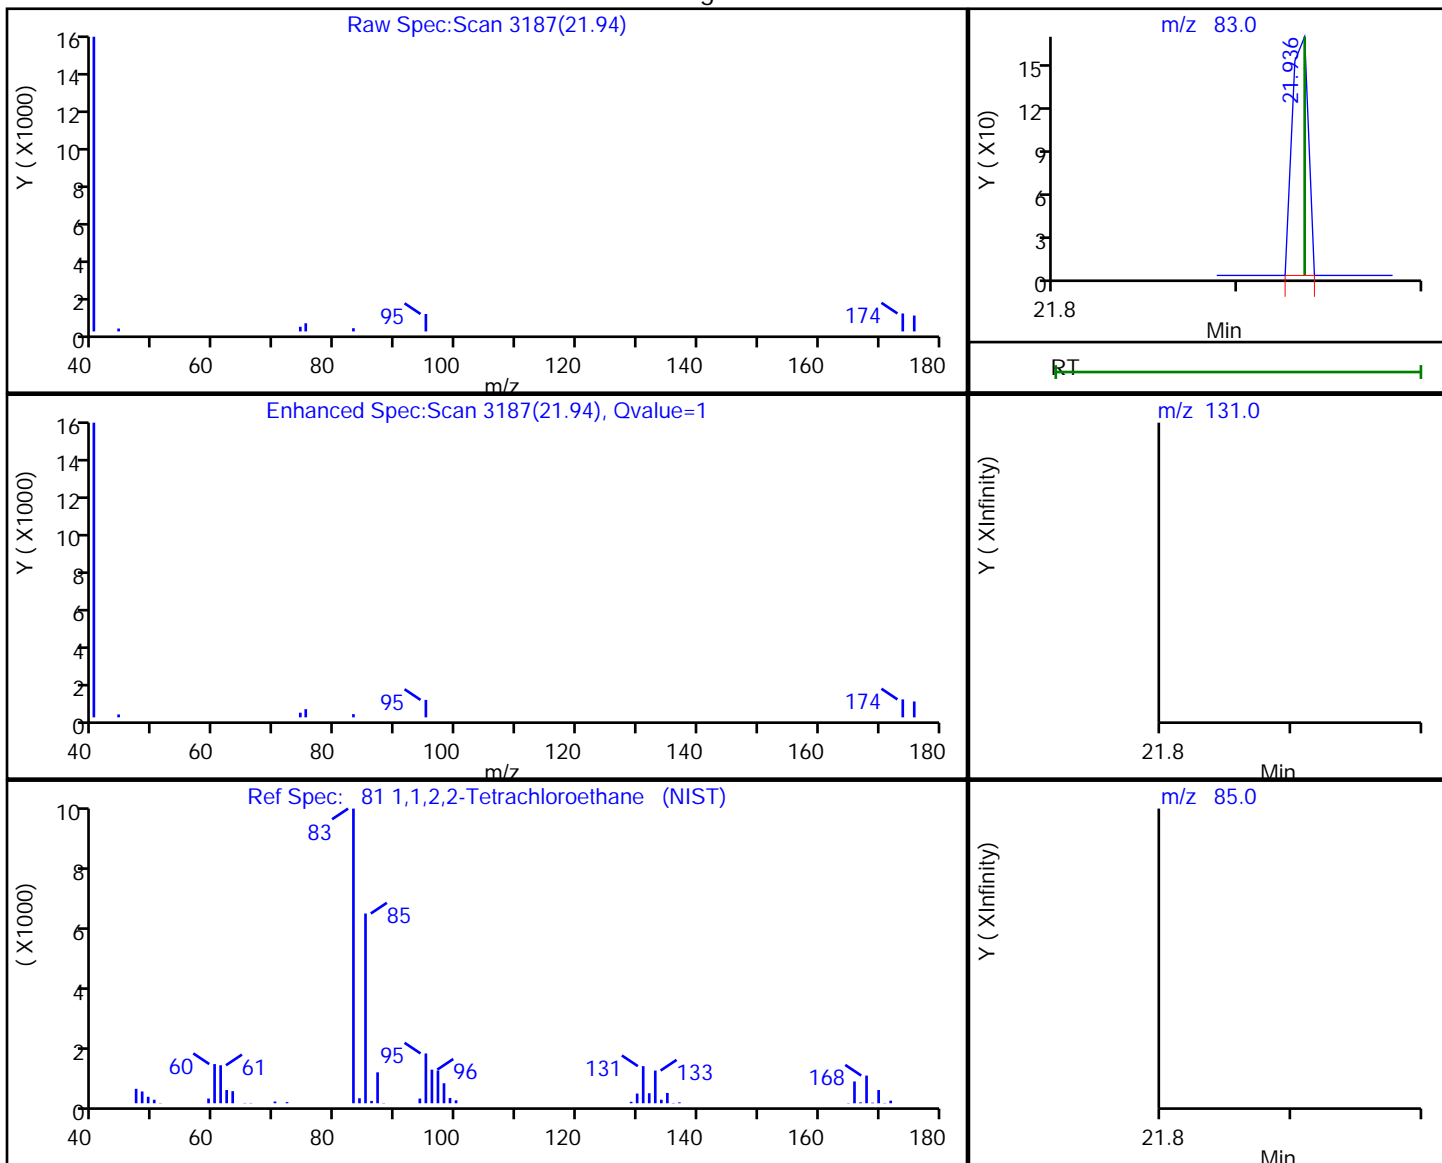 Raw Spec:Scan 3187(21.94)
Y ( X1000)
16
14
12
10
8
6
4
2
0
95
174
40 60 80 100 120 140 160 180
m/z
m/z 83.0
Y ( X10)
15
12
9
6
3
0
21.936
21.8
Min
RT
Enhanced Spec:Scan 3187(21.94), Qvalue=1
Y ( X1000)
16
14
12
10
8
6
4
2
0
95
174
40 60 80 100 120 140 160 180
m/z
m/z 131.0
Y ( XInfinity)
21.8
Min
Ref Spec: 81 1,1,2,2-Tetrachloroethane (NIST)
( X1000)
10
8
6
4
2
0
83
85
60
61
95
96
131
133
168
40 60 80 100 120 140 160 180
m/z 85.0
Y ( XInfinity)
21.8
Min